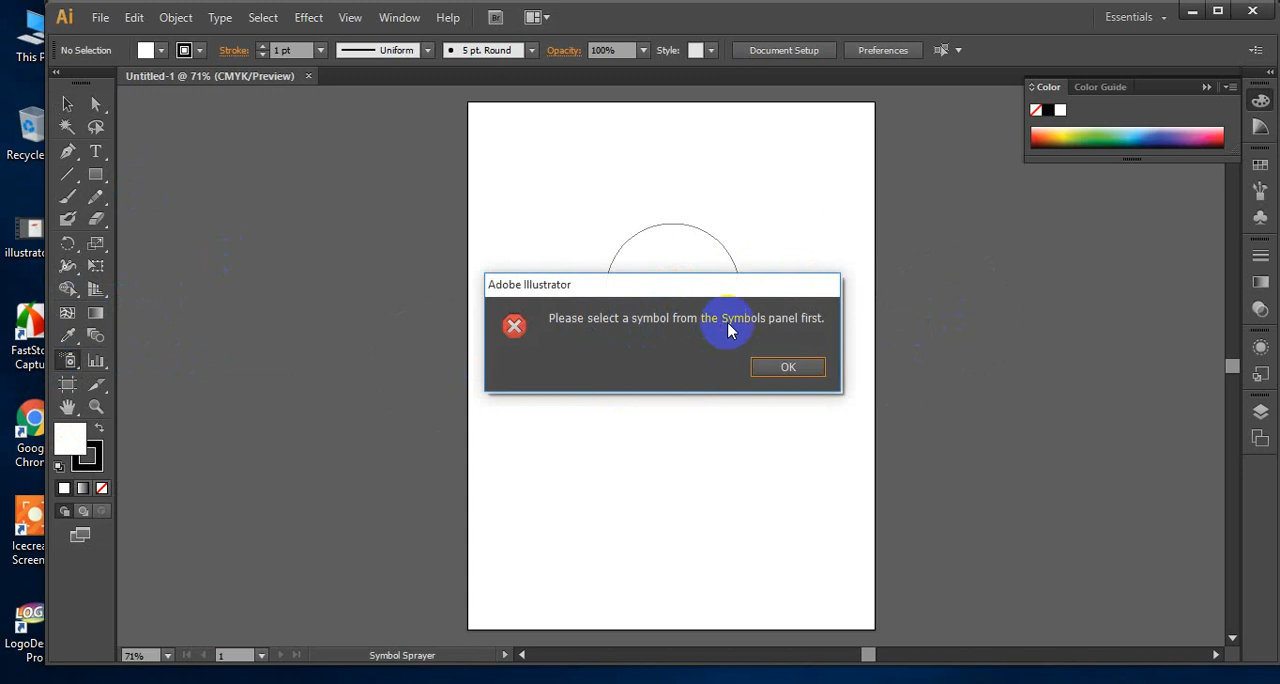 Ai File Edit Object Type Select Effect View Window Help Br Essentials
No Selection Stroke: 1 pt Uniform 5 pt. Round Opacity: 100% Style: Document Setup Preferences
Untitled-1 @ 71% (CMYK/Preview)
Color Color Guide
This P
Recycle
illustrato
FastSto
Captu
Goog
Chron
Icecrea
Screen
LOGO
LogoDe
Pro
Adobe Illustrator
Please select a symbol from the Symbols panel first.
OK
71% 1 Symbol Sprayer